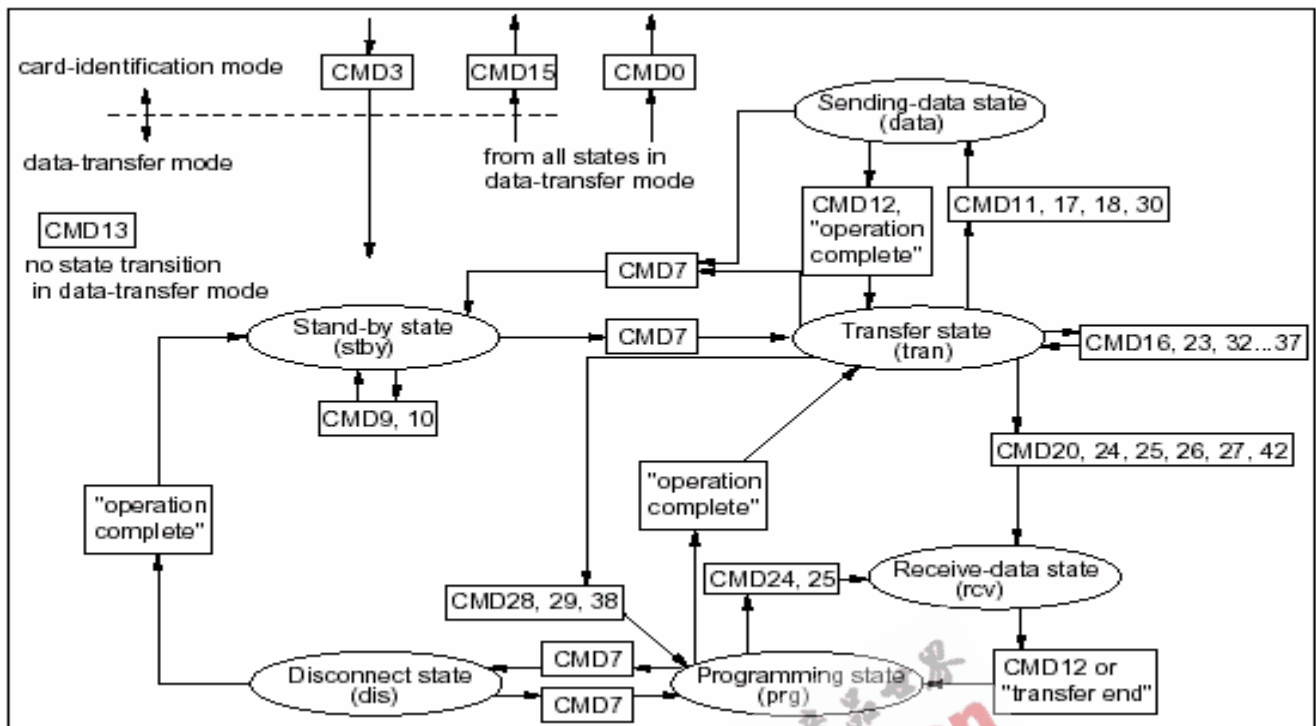 card-identification mode
CMD3
CMD15
CMD0
Sending-data state
(data)
data-transfer mode
from all states in
data-transfer mode
CMD12,
"operation
complete"
CMD11, 17, 18, 30
CMD13
no state transition
in data-transfer mode
CMD7
Stand-by state
(stby)
CMD7
Transfer state
(tran)
CMD16, 23, 32...37
CMD9, 10
CMD20, 24, 25, 26, 27, 42
"operation
complete"
"operation
complete"
CMD24, 25
Receive-data state
(rcv)
CMD28, 29, 38
Disconnect state
(dis)
CMD7
CMD7
Programming state
(prg)
CMD12 or
"transfer end"